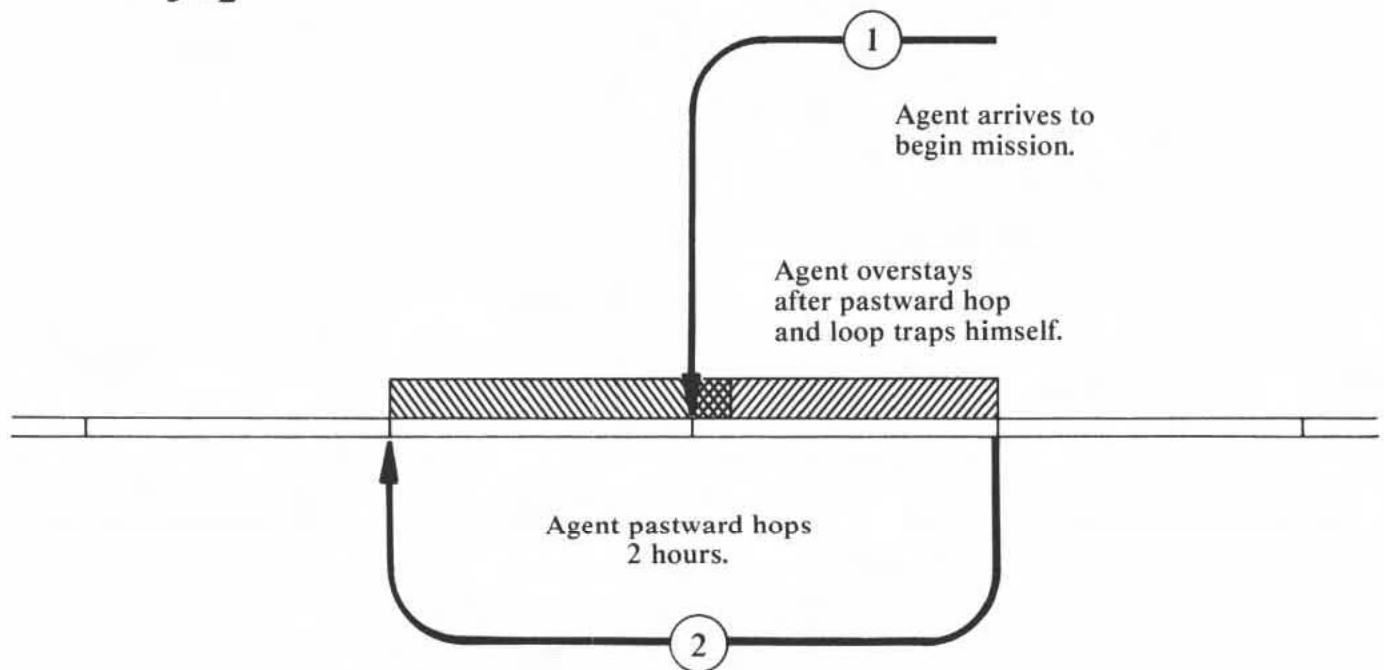 1
Agent arrives to
begin mission.
Agent overstays
after pastward hop
and loop traps himself.
Agent pastward hops
2 hours.
2